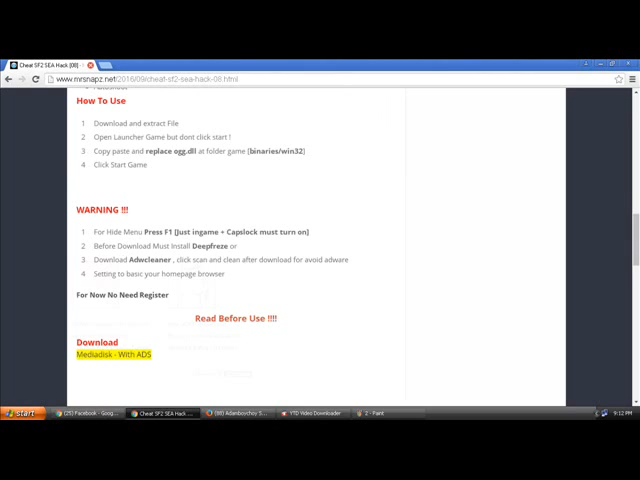 Cheat SF2 SEA Hack [08]
www.mrsnapz.net/2016/09/cheat-sf2-sea-hack-08.html
How To Use
1 Download and extract File
2 Open Launcher Game but dont click start !
3 Copy paste and replace ogg.dll at folder game [binaries/win32]
4 Click Start Game
WARNING !!!
1 For Hide Menu Press F1 [Just ingame + Capslock must turn on]
2 Before Download Must Install Deepfreze or
3 Download Adwcleaner , click scan and clean after download for avoid adware
4 Setting to basic your homepage browser
For Now No Need Register
Read Before Use !!!!
Download
Mediadisk - With ADS
start (25) Facebook - Goog... Cheat SF2 SEA Hack ... (88) Adamboychoy S... YTD Video Downloader 2 - Paint 9:12 PM